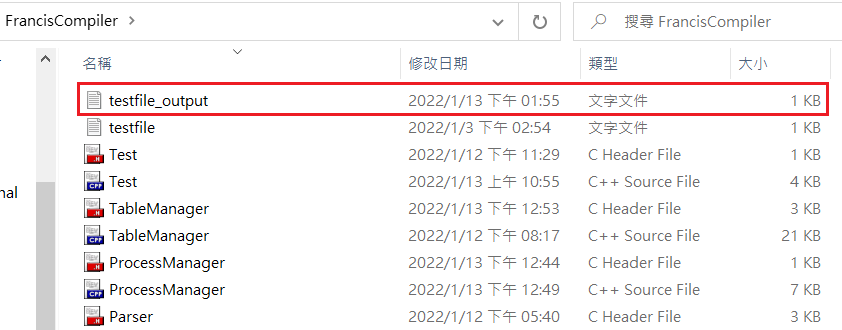 FrancisCompiler
搜尋 FrancisCompiler
名稱 修改日期 類型 大小
testfile_output 2022/1/13 下午 01:55 文字文件 1 KB
testfile 2022/1/3 下午 02:54 文字文件 1 KB
Test 2022/1/12 下午 11:29 C Header File 1 KB
Test 2022/1/13 上午 10:55 C++ Source File 4 KB
nal
TableManager 2022/1/13 下午 12:53 C Header File 3 KB
TableManager 2022/1/12 下午 08:17 C++ Source File 21 KB
ProcessManager 2022/1/13 下午 12:44 C Header File 1 KB
ProcessManager 2022/1/13 下午 12:49 C++ Source File 7 KB
Parser 2022/1/12 下午 05:40 C Header File 3 KB